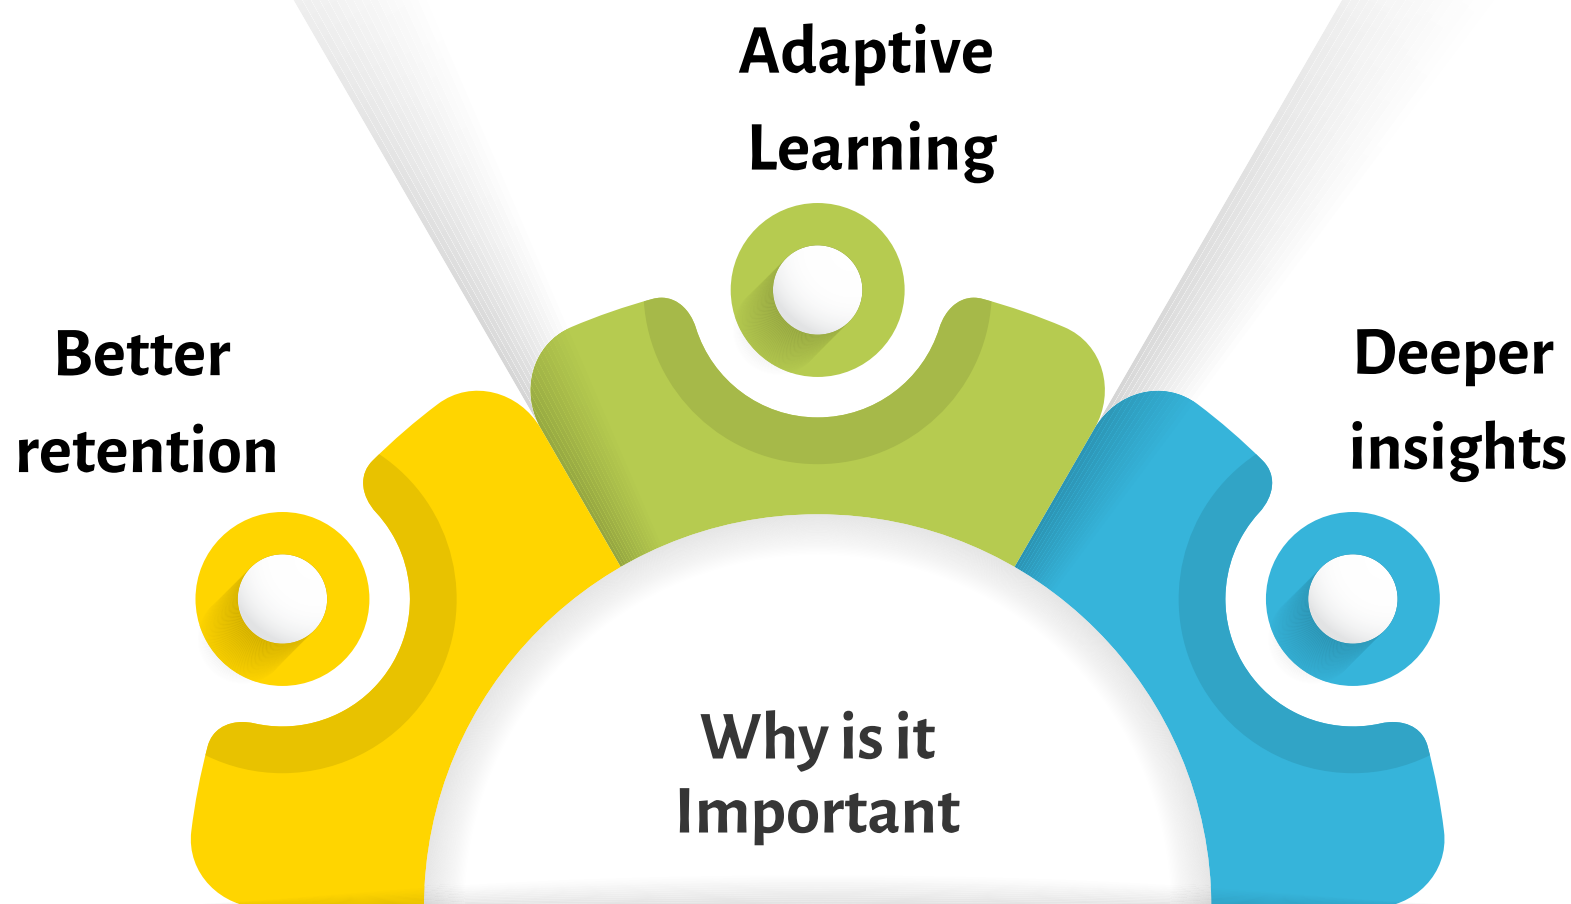 Adaptive
Learning
Better
retention
Deeper
insights
Why is it
Important